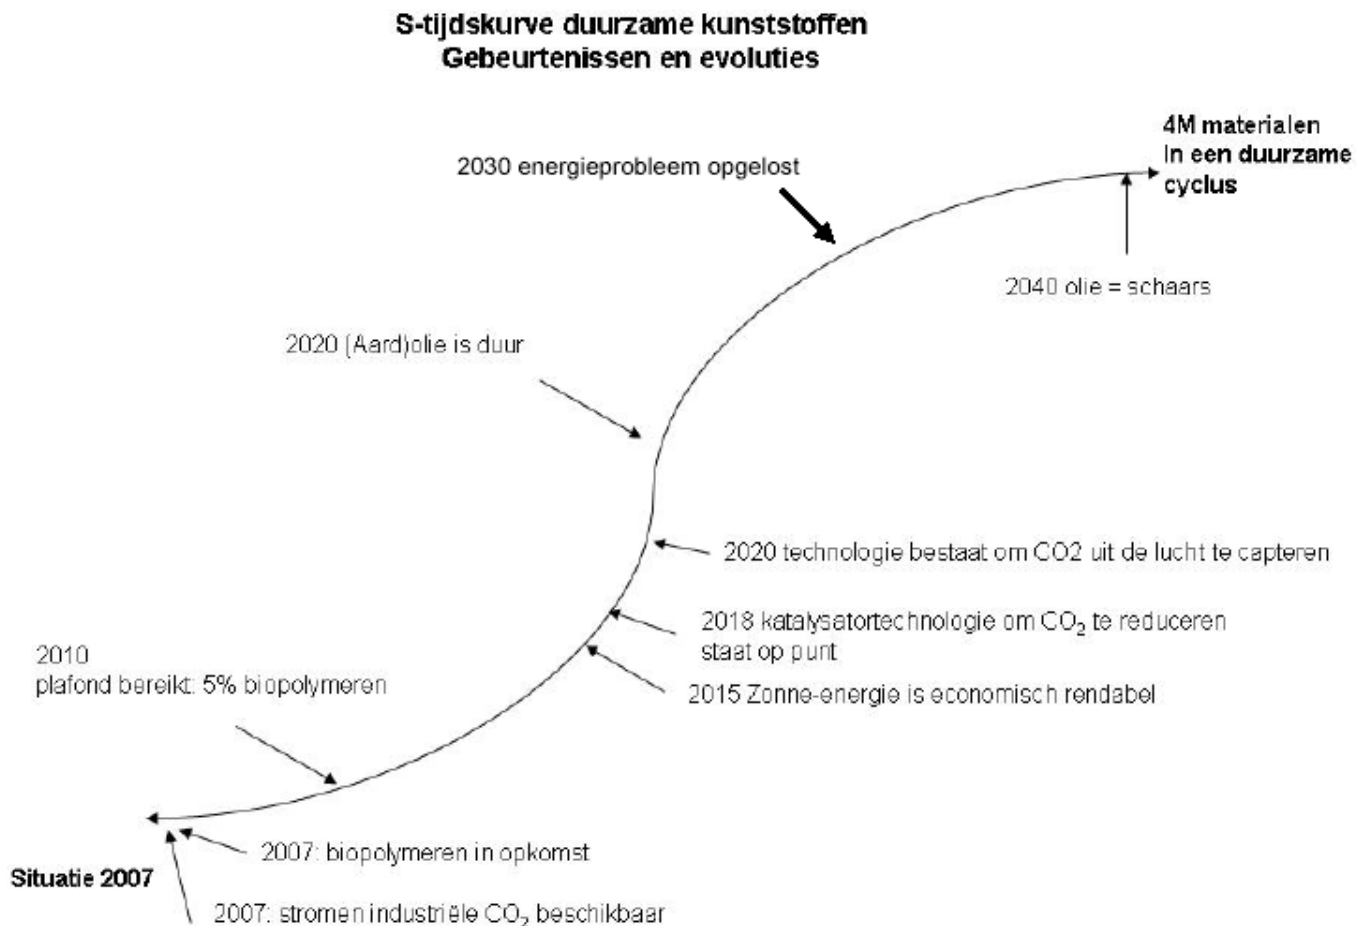 S-tijdskurve duurzame kunststoffen
Gebeurtenissen en evoluties
4M materialen
In een duurzame
cyclus
2030 energieprobleem opgelost
2040 olie = schaars
2020 (Aard)olie is duur
2020 technologie bestaat om CO2 uit de lucht te capteren
2018 katalysatortechnologie om CO₂ te reduceren
staat op punt
2015 Zonne-energie is economisch rendabel
2010
plafond bereikt: 5% biopolymeren
2007: biopolymeren in opkomst
Situatie 2007
2007: stromen industriële CO₂ beschikbaar